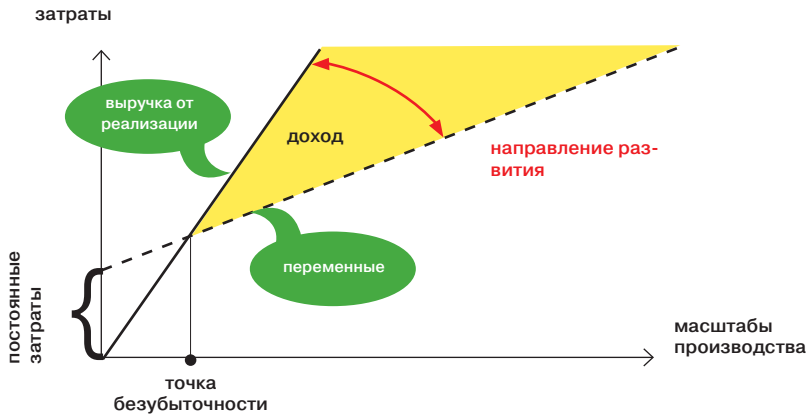 затраты
выручка от
реализации
доход
направление раз-
вития
переменные
постоянные
затраты
масштабы
производства
точка
безубыточности